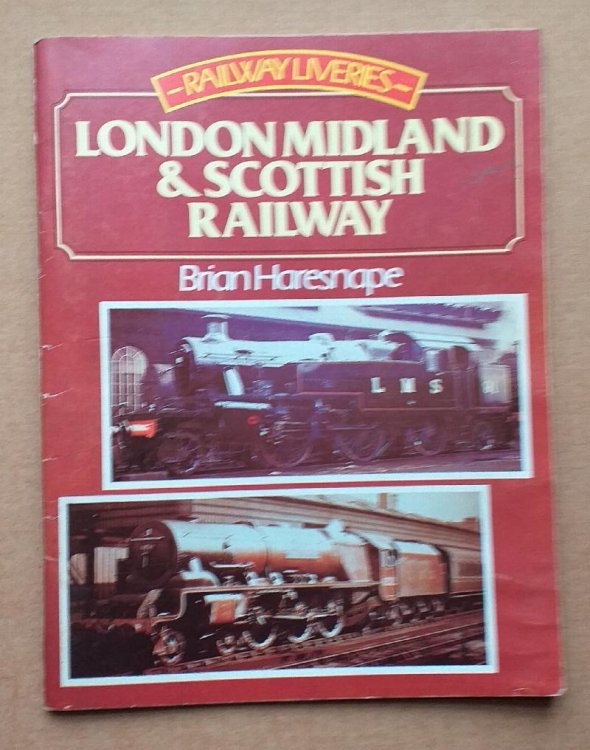 RAILWAY LIVERIES
LONDON MIDLAND
& SCOTTISH
RAILWAY
Brian Haresnape
L M S